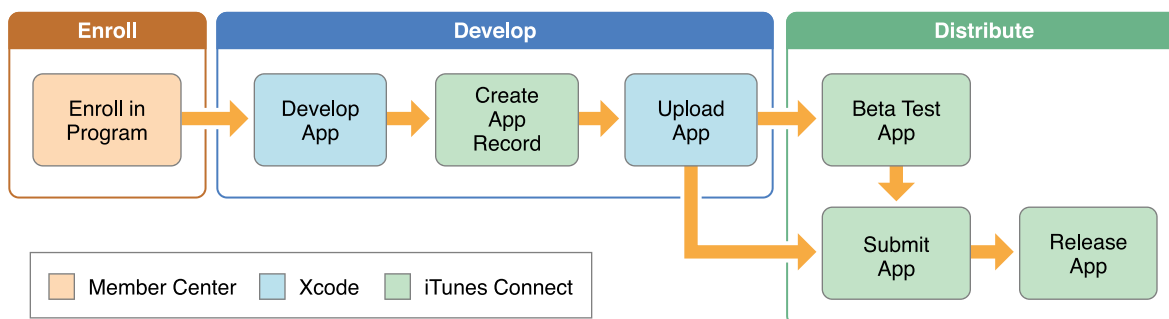 Enroll
Develop
Distribute
Enroll in
Program
Develop
App
Create
App
Record
Upload
App
Beta Test
App
Submit
App
Release
App
Member Center
Xcode
iTunes Connect